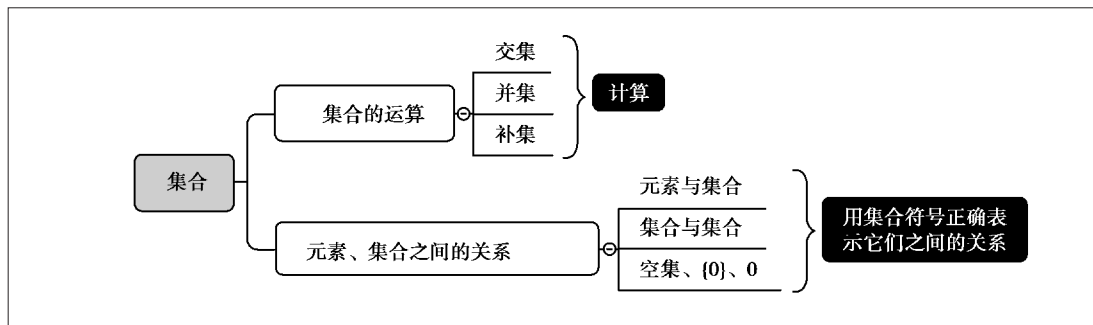 集合
集合的运算
交集
并集
补集
计算
元素、集合之间的关系
元素与集合
集合与集合
空集、{0}、0
用集合符号正确表
示它们之间的关系